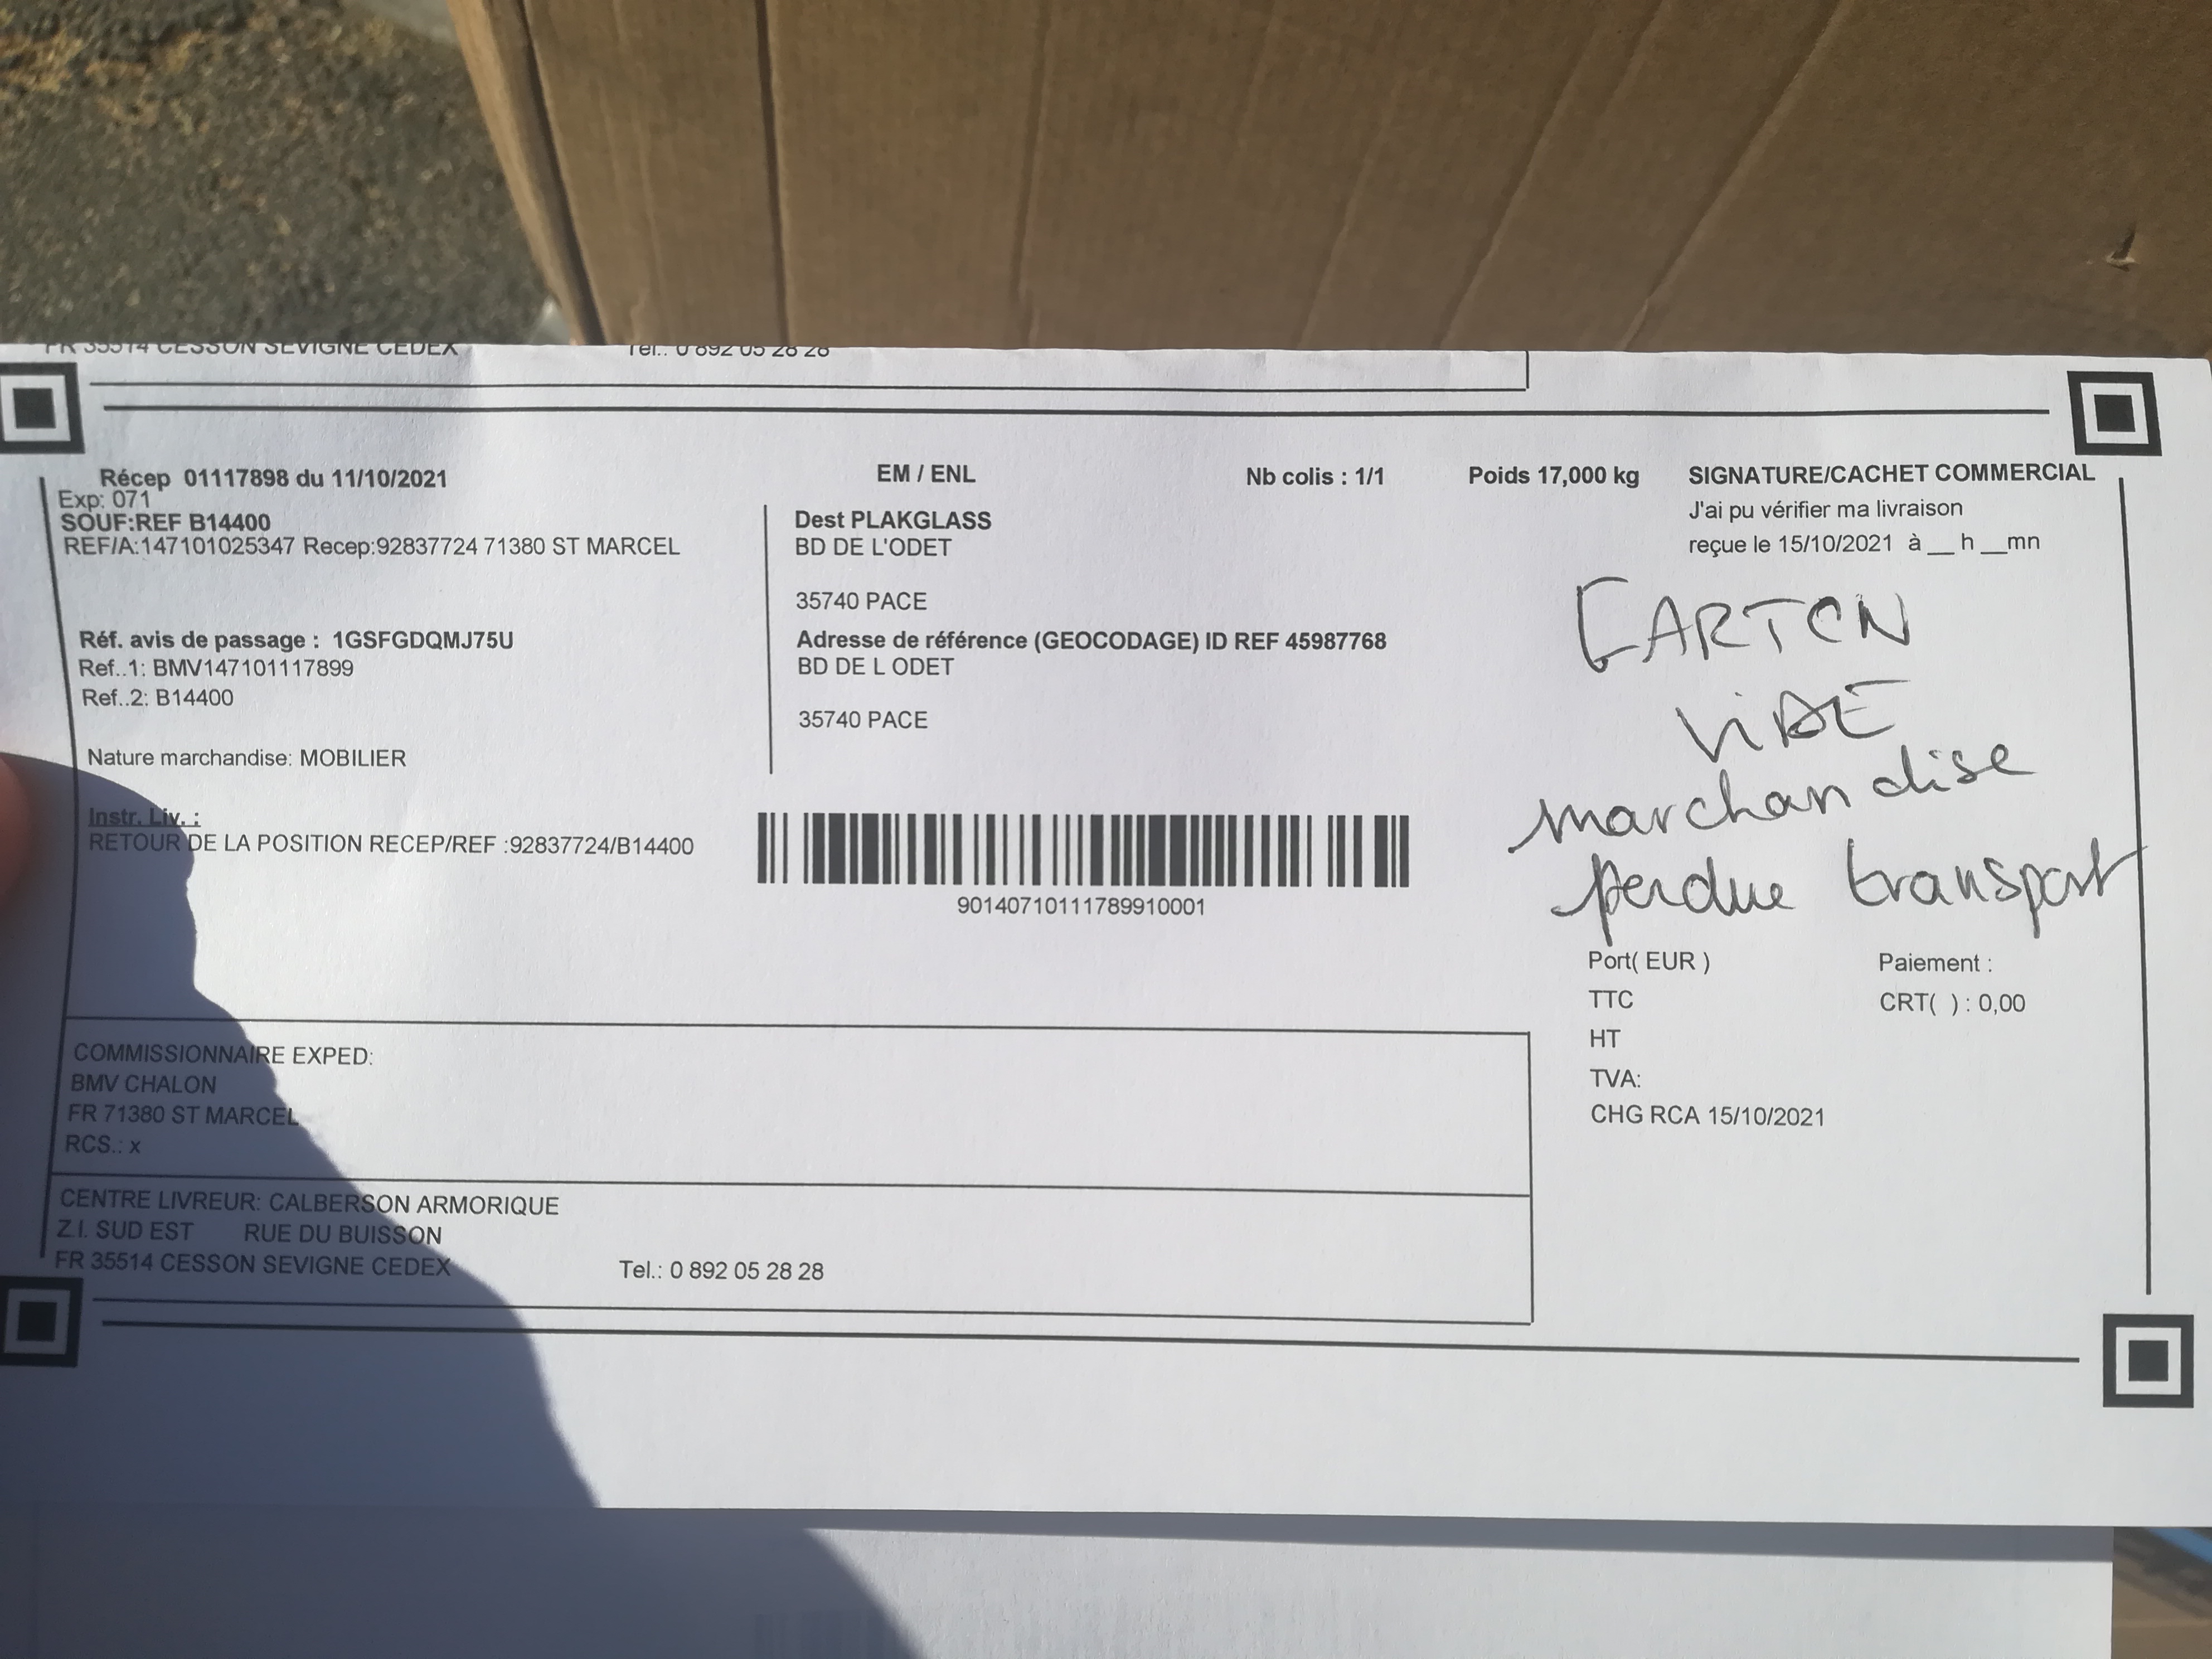 FR 35514 CESSON SEVIGNE CEDEX Tel.: 0 892 05 28 28
Récep 01117898 du 11/10/2021 EM / ENL Nb colis : 1/1 Poids 17,000 kg
Exp: 071
SOUF:REF B14400
REF/A:147101025347 Recep:92837724 71380 ST MARCEL
Réf. avis de passage : 1GSFGDQMJ75U
Ref..1: BMV147101117899
Ref..2: B14400
Nature marchandise: MOBILIER
Instr. Liv. :
RETOUR DE LA POSITION RECEP/REF :92837724/B14400
Dest PLAKGLASS
BD DE L'ODET
35740 PACE
Adresse de référence (GEOCODAGE) ID REF 45987768
BD DE L ODET
35740 PACE
90140710111789910001
SIGNATURE/CACHET COMMERCIAL
J'ai pu vérifier ma livraison
reçue le 15/10/2021 à __ h __mn
CARTON
VIDE
marchandise
perdue transport
Port( EUR ) Paiement :
TTC CRT( ) : 0,00
HT
TVA:
CHG RCA 15/10/2021
COMMISSIONNAIRE EXPED:
BMV CHALON
FR 71380 ST MARCEL
RCS.: x
CENTRE LIVREUR: CALBERSON ARMORIQUE
Z.I. SUD EST RUE DU BUISSON
FR 35514 CESSON SEVIGNE CEDEX Tel.: 0 892 05 28 28